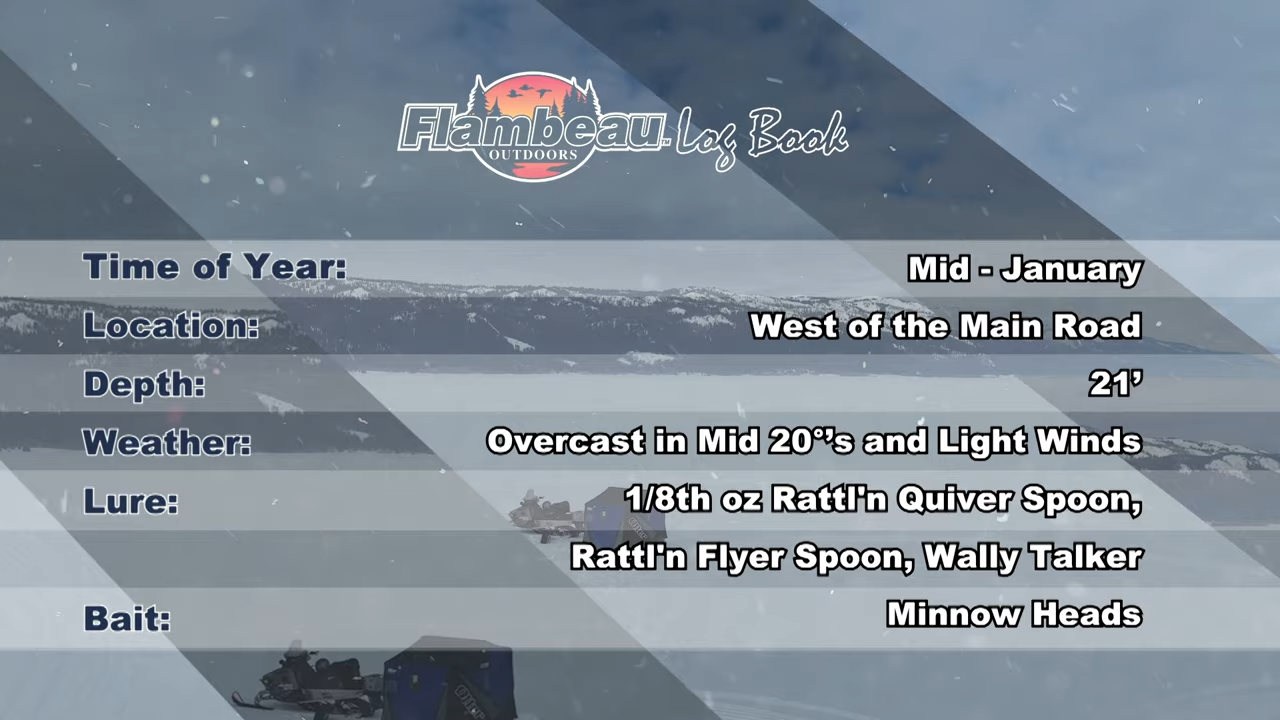 Flambeau Log Book
OUTDOORS
Time of Year: Mid - January
Location: West of the Main Road
Depth: 21’
Weather: Overcast in Mid 20°’s and Light Winds
Lure: 1/8th oz Rattl'n Quiver Spoon,
Rattl'n Flyer Spoon, Wally Talker
Bait: Minnow Heads